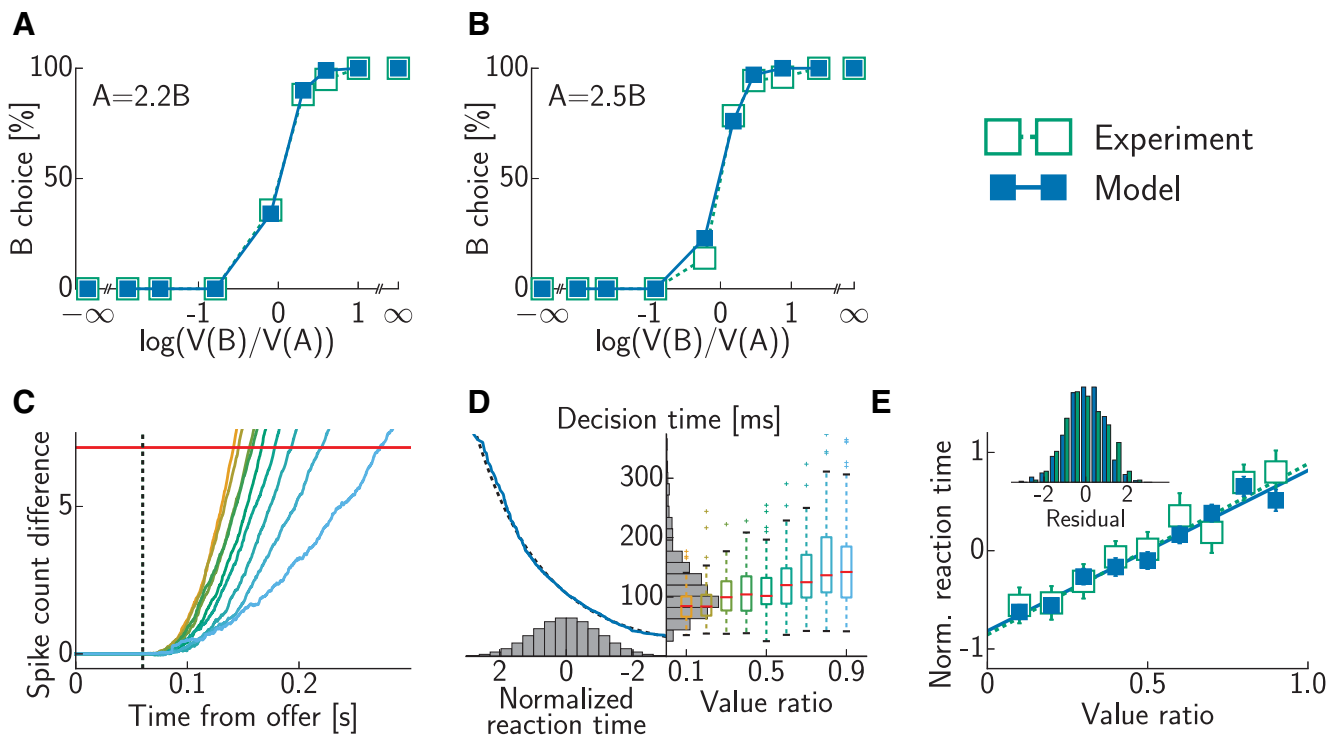 A
B
100
A=2.2B
50
0
B choice [%]
−∞
-1
0
1
∞
log(V(B)/V(A))
100
A=2.5B
50
0
B choice [%]
−∞
-1
0
1
∞
log(V(B)/V(A))
Experiment
Model
C
5
0
Spike count difference
0
0.1
0.2
Time from offer [s]
D
Decision time [ms]
300
200
100
2
0
-2
Normalized
reaction time
0.1
0.5
0.9
Value ratio
E
1
0
-1
Norm. reaction time
-2
0
2
Residual
0
0.5
1.0
Value ratio